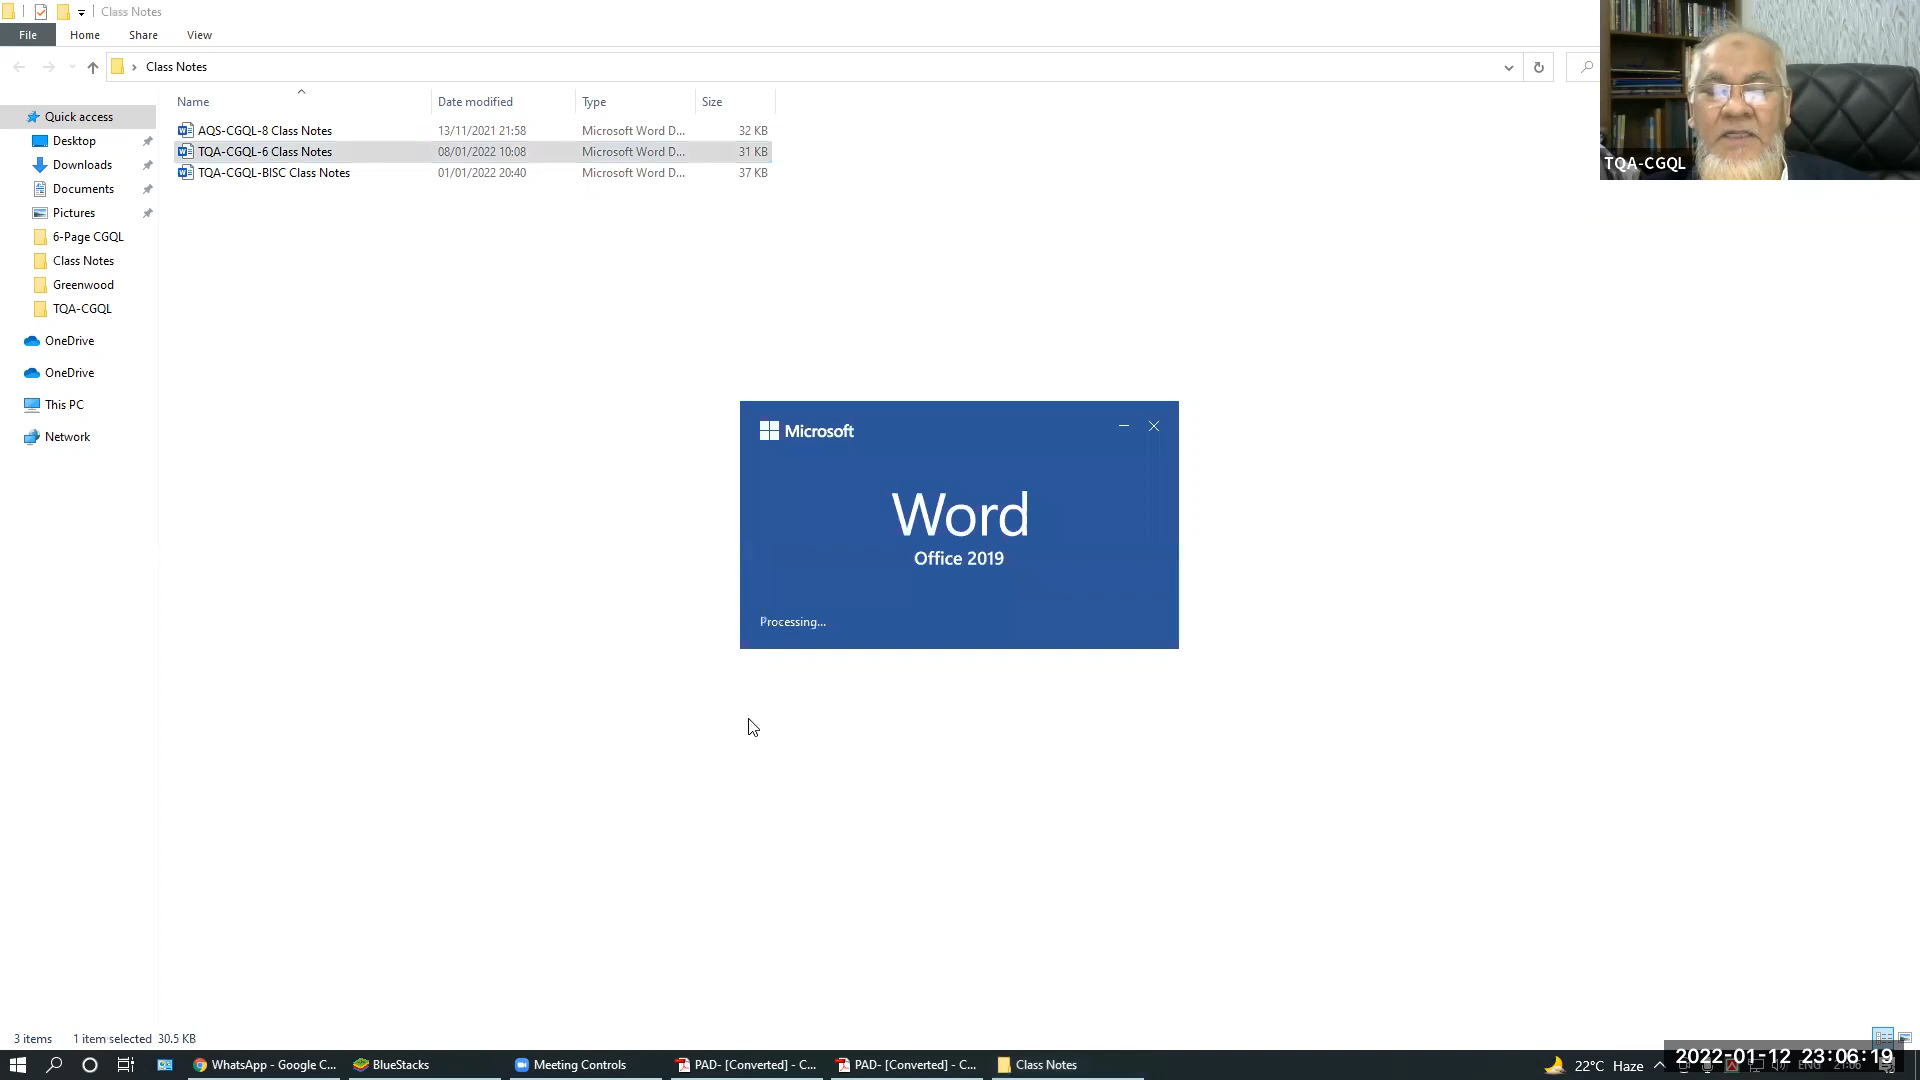 Class Notes
File Home Share View
Class Notes
Name Date modified Type Size
Quick access
AQS-CGQL-8 Class Notes 13/11/2021 21:58 Microsoft Word D... 32 KB
Desktop
TQA-CGQL-6 Class Notes 08/01/2022 10:08 Microsoft Word D... 31 KB
Downloads
TQA-CGQL-BISC Class Notes 01/01/2022 20:40 Microsoft Word D... 37 KB
TQA-CGQL
Documents
Pictures
6-Page CGQL
Class Notes
Greenwood
TQA-CGQL
OneDrive
OneDrive
This PC
Network
Microsoft
Word
Office 2019
Processing...
3 items 1 item selected 30.5 KB
WhatsApp - Google C... BlueStacks Meeting Controls PAD- [Converted] - C... PAD- [Converted] - C... Class Notes 22°C Haze ENG 21:06
2022-01-12 23:06:19